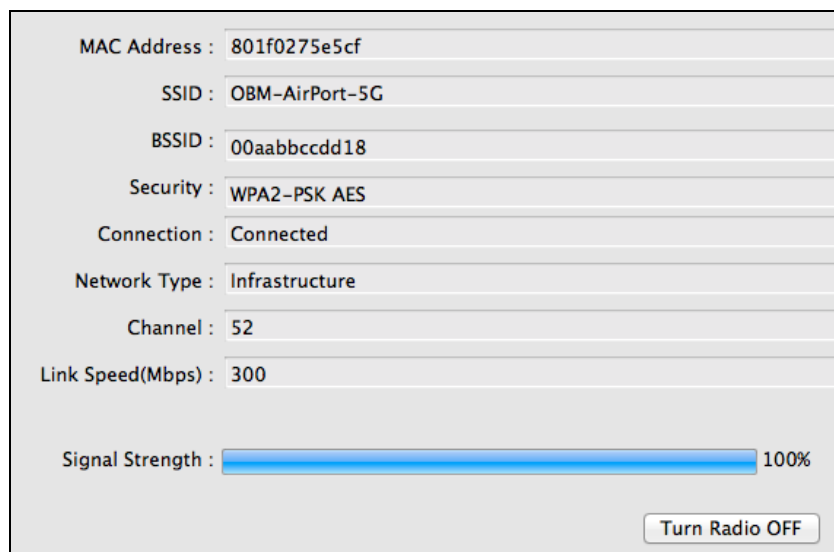 MAC Address : 801f0275e5cf
SSID : OBM-AirPort-5G
BSSID : 00aabbccdd18
Security : WPA2-PSK AES
Connection : Connected
Network Type : Infrastructure
Channel : 52
Link Speed(Mbps) : 300
Signal Strength : 100%
Turn Radio OFF